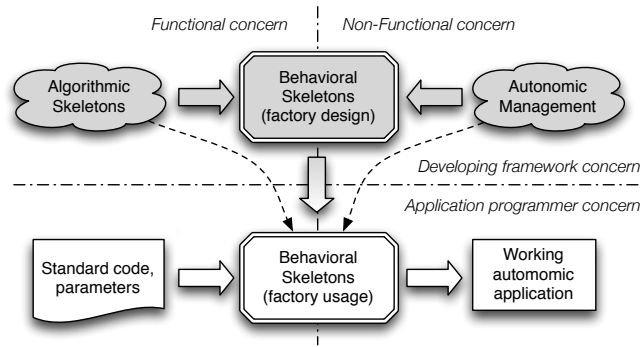 Functional concern
Non-Functional concern
Algorithmic
Skeletons
Behavioral
Skeletons
(factory design)
Autonomic
Management
Developing framework concern
Application programmer concern
Standard code,
parameters
Behavioral
Skeletons
(factory usage)
Working
automomic
application